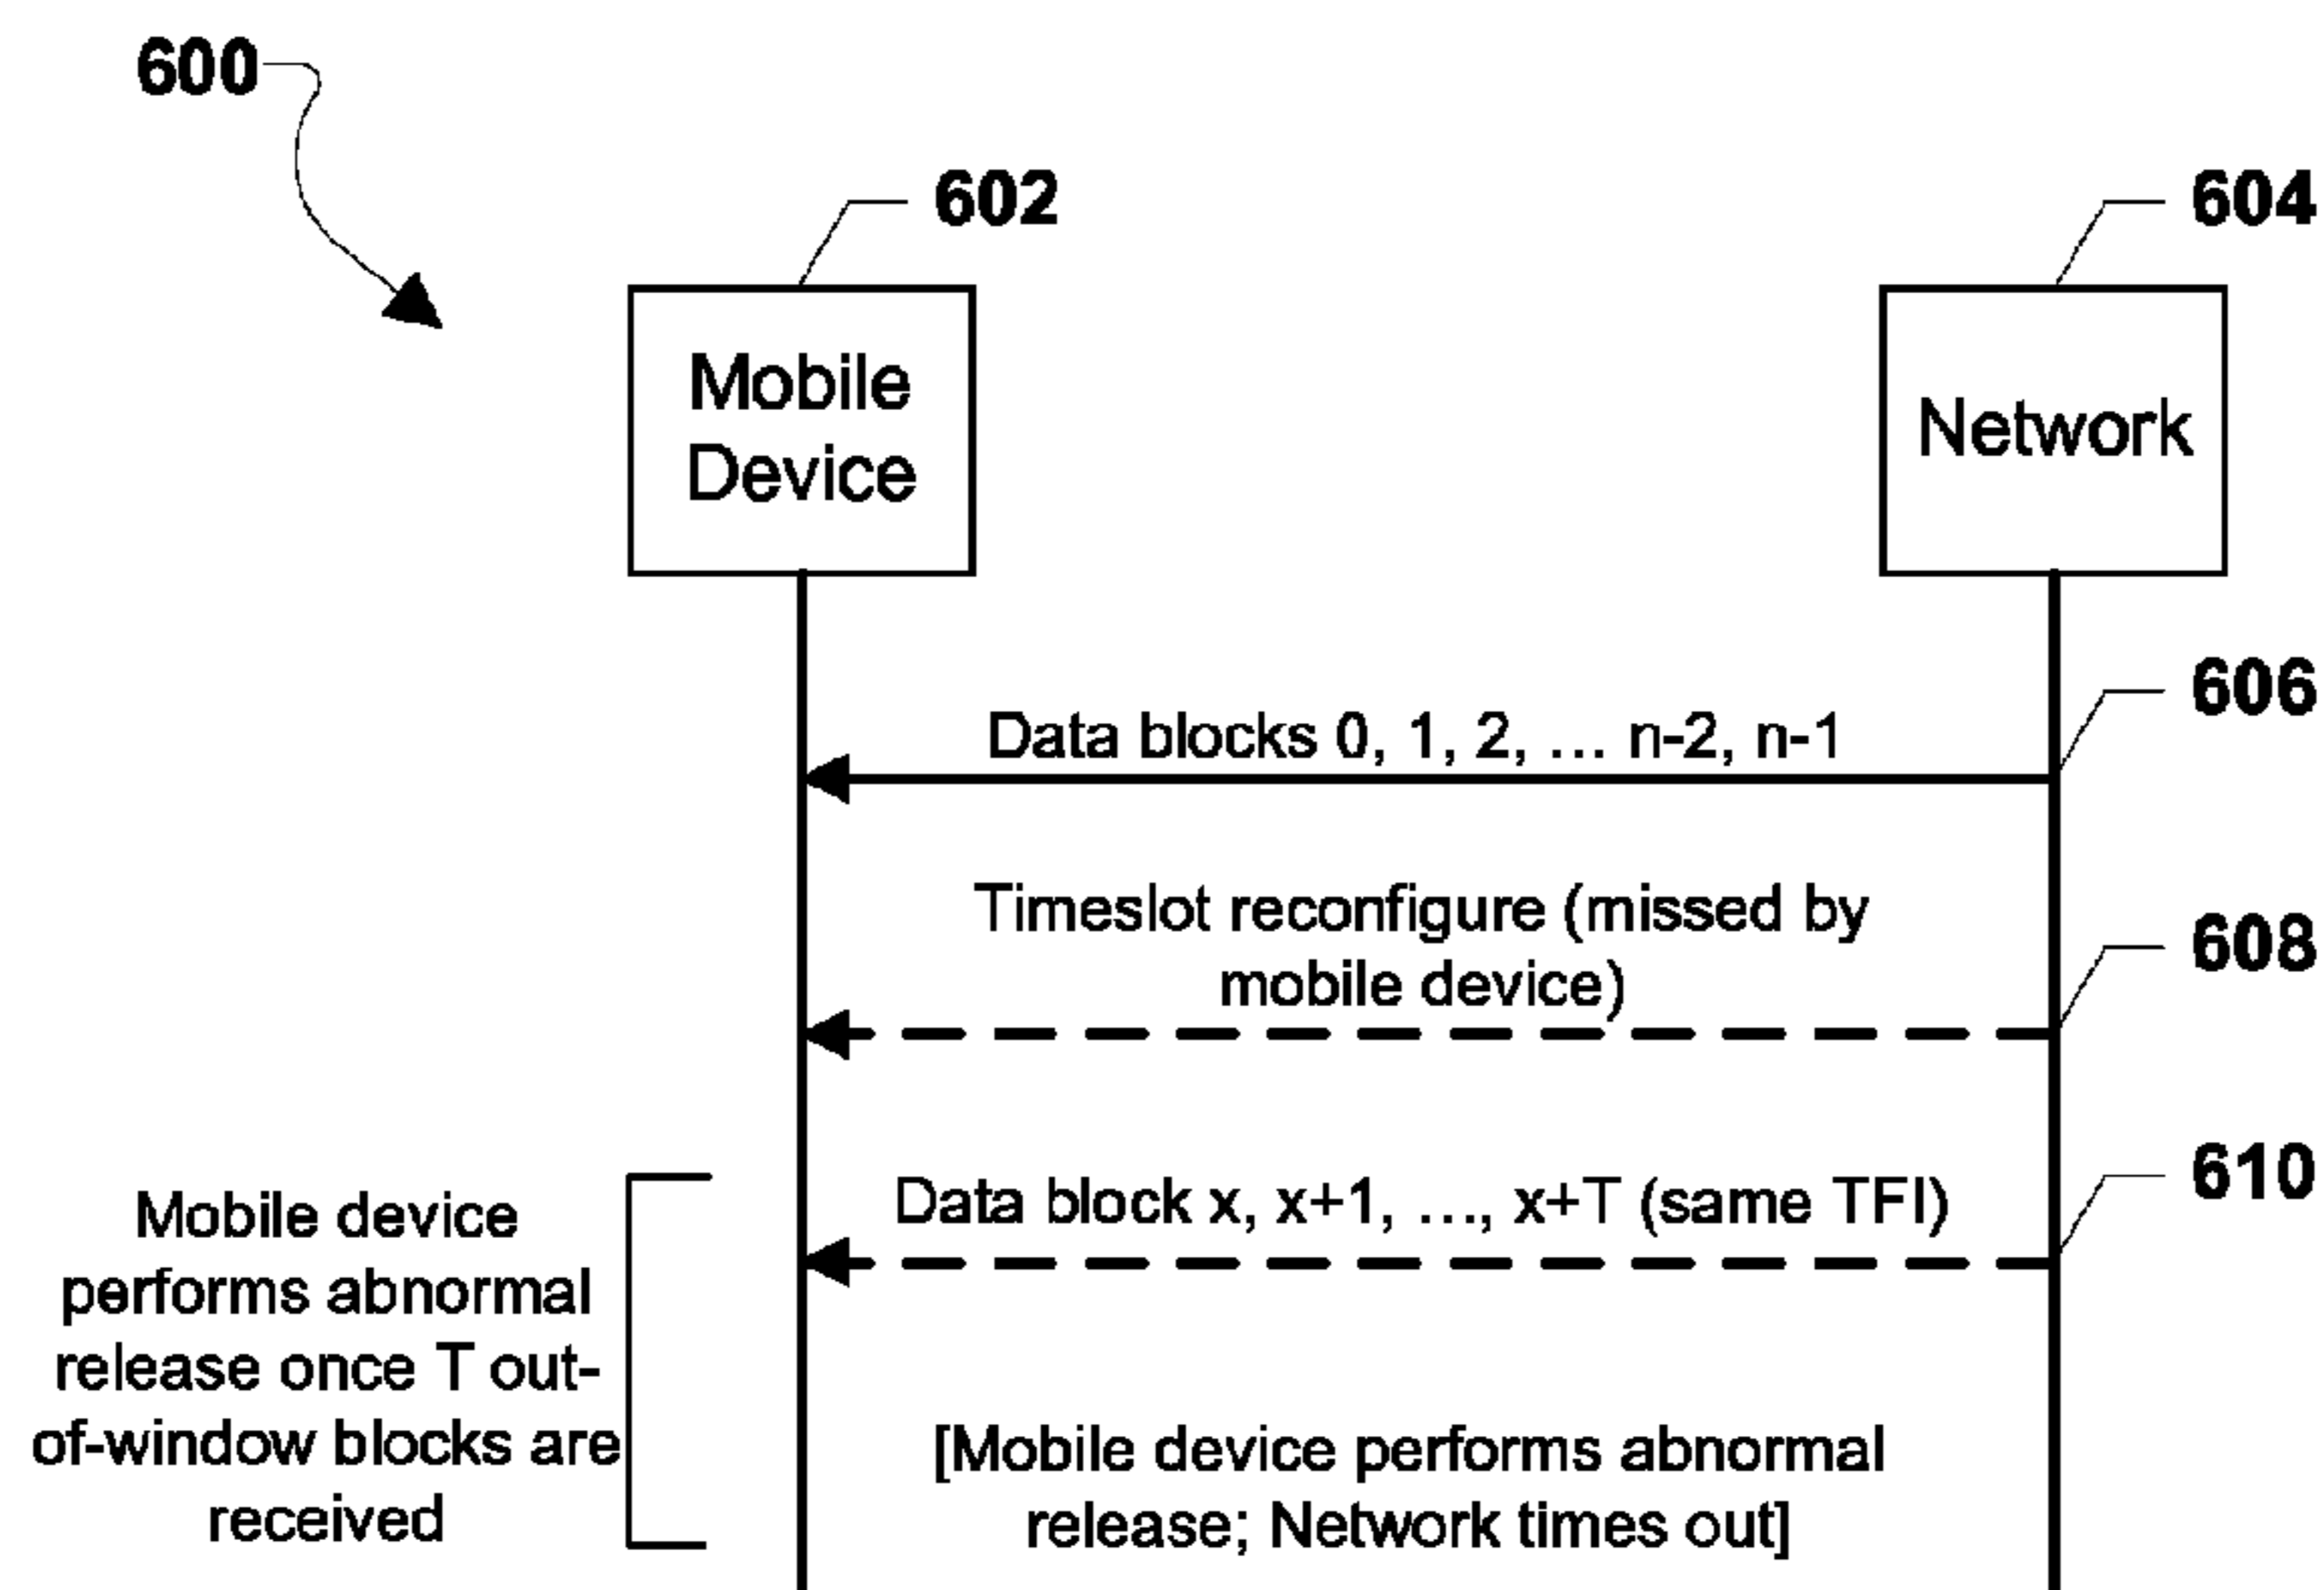 600
602
604
Mobile
Device
Network
606
Data blocks 0, 1, 2, ... n-2, n-1
Timeslot reconfigure (missed by
mobile device)
608
610
Data block x, x+1, ..., x+T (same TFI)
Mobile device
performs abnormal
release once T out-
of-window blocks are
received
[Mobile device performs abnormal
release; Network times out]